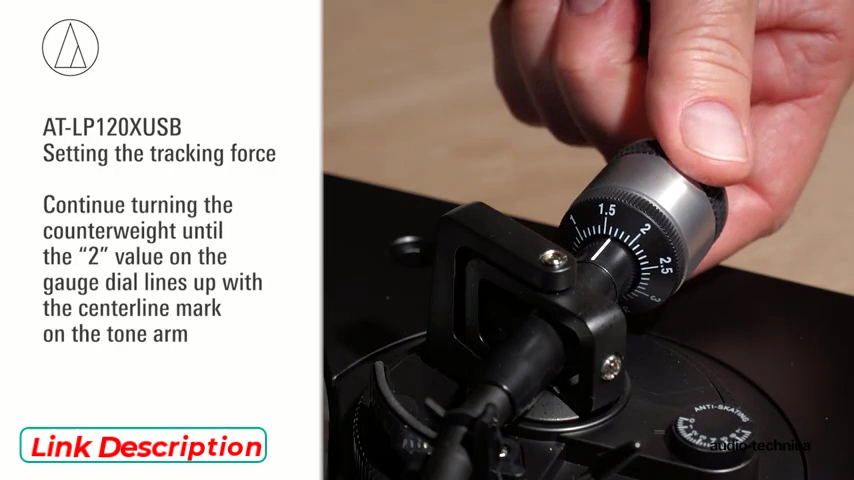 AT-LP120XUSB
Setting the tracking force
Continue turning the
counterweight until
the “2” value on the
gauge dial lines up with
the centerline mark
on the tone arm
Link Description
1
1.5
2
2.5
3
ANTI-SKATING
audio-technica